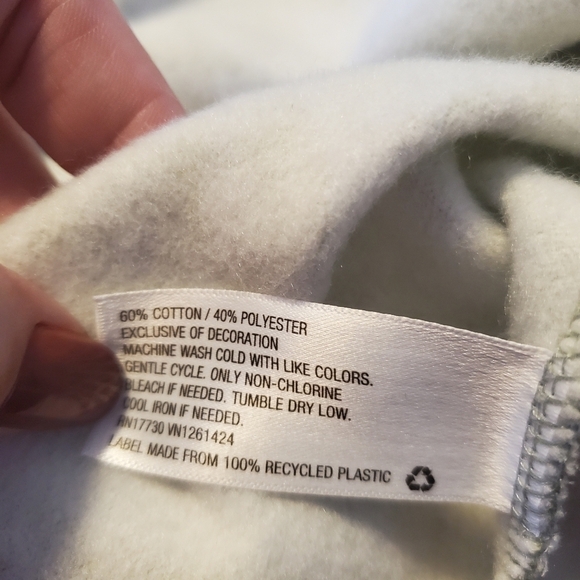 60% COTTON / 40% POLYESTER
EXCLUSIVE OF DECORATION
MACHINE WASH COLD WITH LIKE COLORS.
GENTLE CYCLE. ONLY NON-CHLORINE
BLEACH IF NEEDED. TUMBLE DRY LOW.
COOL IRON IF NEEDED.
RN17730 VN1261424
LABEL MADE FROM 100% RECYCLED PLASTIC